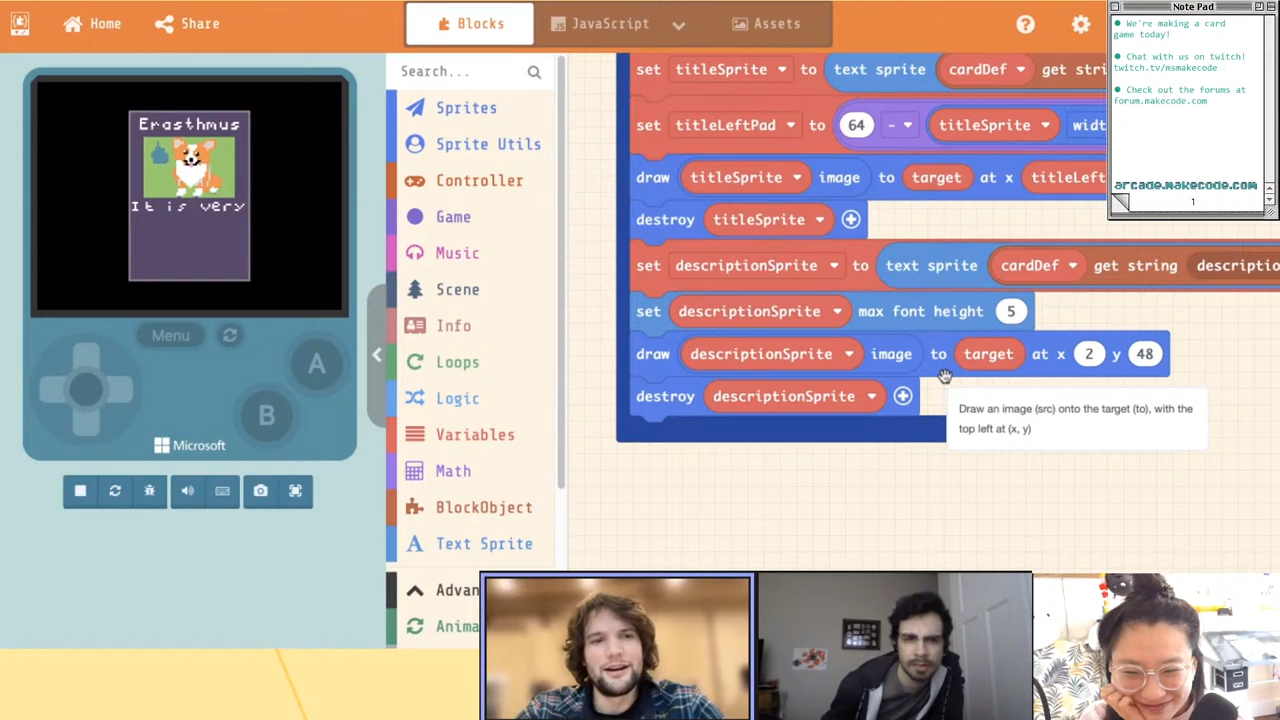 Home
Share
Blocks
JavaScript
Assets
Note Pad
We're making a card
game today!
Chat with us on twitch!
twitch.tv/msmakecode
Check out the forums at
forum.makecode.com
arcade.makecode.com
1
Erasthmus
It is very
Menu
A
B
Microsoft
Search...
Sprites
Sprite Utils
Controller
Game
Music
Scene
Info
Loops
Logic
Variables
Math
BlockObject
Text Sprite
Advan
Anima
set titleSprite to text sprite cardDef get stri
set titleLeftPad to 64 - titleSprite widt
draw titleSprite image to target at x titleLeft
destroy titleSprite
set descriptionSprite to text sprite cardDef get string descriptio
set descriptionSprite max font height 5
draw descriptionSprite image to target at x 2 y 48
destroy descriptionSprite
Draw an image (src) onto the target (to), with the
top left at (x, y)